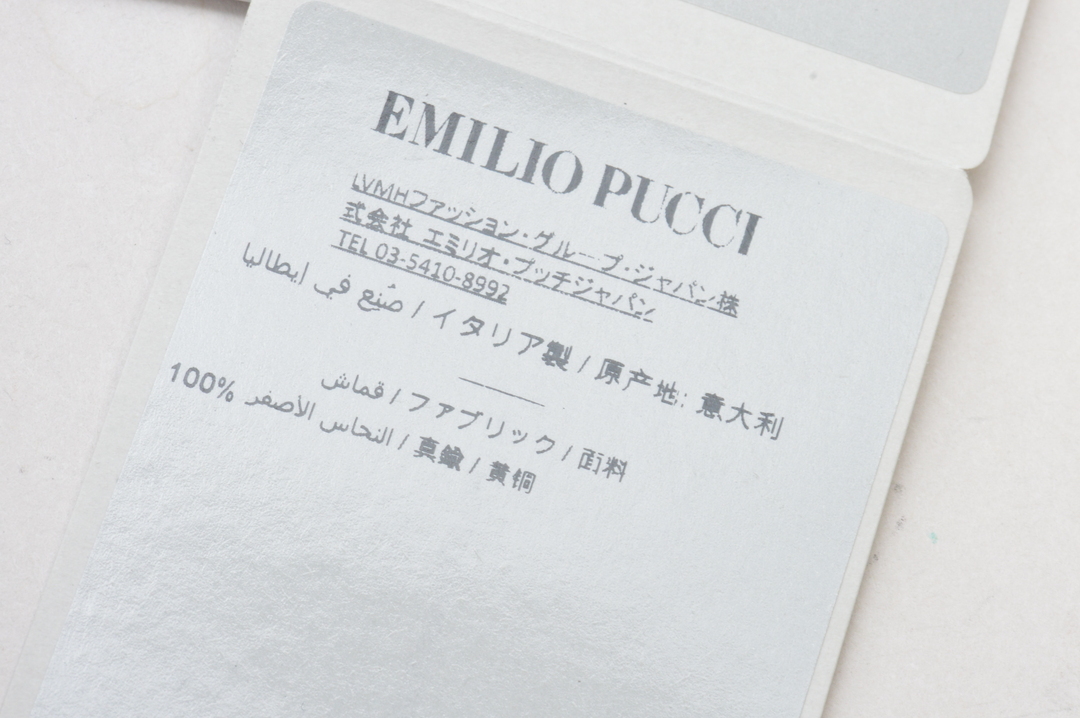 EMILIO PUCCI
LVMHファッション・グループ・ジャパン株
式会社 エミリオ・プッチジャパン
TEL 03-5410-8992
صُنِع في إيطاليا / イタリア製 / 原产地: 意大利
قماش / ファブリック / 面料
100% النحاس الأصفر / 真鍮 / 黄铜